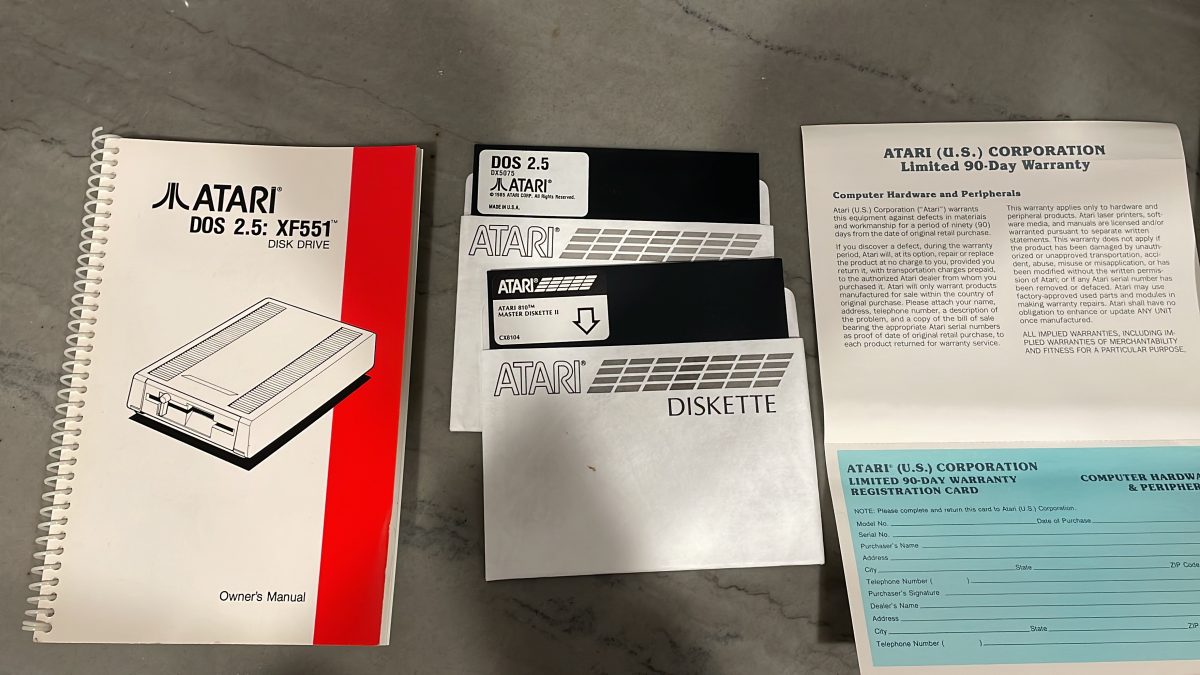 ATARI®
DOS 2.5: XF551™
DISK DRIVE
Owner's Manual
DOS 2.5
DX5075
ATARI®
© 1985 ATARI CORP. All Rights Reserved.
MADE IN U.S.A.
ATARI®
ATARI®
ATARI 810™
MASTER DISKETTE II
CX8104
ATARI®
DISKETTE
ATARI (U.S.) CORPORATION
Limited 90-Day Warranty
Computer Hardware and Peripherals
Atari (U.S.) Corporation ("Atari") warrants
this equipment against defects in materials
and workmanship for a period of ninety (90)
days from the date of original retail purchase.
If you discover a defect, during the warranty
period, Atari will, at its option, repair or replace
the product at no charge to you, provided you
return it, with transportation charges prepaid,
to the authorized Atari Dealer from whom you
purchased it. Atari will only warrant products
manufactured for sale within the country of
original purchase. Please attach your name,
address, telephone number, a description of
the problem, and a copy of the bill of sale
bearing the appropriate Atari serial numbers
as proof of date of original retail purchase, to
each product returned for warranty service.
This warranty applies only to hardware and
peripheral products. Atari laser printers, soft-
ware media, and manuals are licensed and/or
warranted pursuant to separate written
statements. This warranty does not apply if
the product has been damaged by unauth-
orized or unapproved transportation, acci-
dent, abuse, misuse or misapplication, or has
been modified without the written permis-
sion of Atari; or if any Atari serial number has
been removed or defaced. Atari may use
factory-approved used parts and modules in
making warranty repairs. Atari shall have no
obligation to enhance or update ANY UNIT
once manufactured.
ALL IMPLIED WARRANTIES, INCLUDING IM-
PLIED WARRANTIES OF MERCHANTABILITY
AND FITNESS FOR A PARTICULAR PURPOSE,
ATARI® (U.S.) CORPORATION
LIMITED 90-DAY WARRANTY
REGISTRATION CARD
COMPUTER HARDWA
& PERIPHER
NOTE: Please complete and return this card to Atari (U.S.) Corporation.
Model No. Date of Purchase
Serial No.
Purchaser's Name
Address
City State ZIP Code
Telephone Number ( )
Purchaser's Signature
Dealer's Name
Address
City State ZIP
Telephone Number ( )